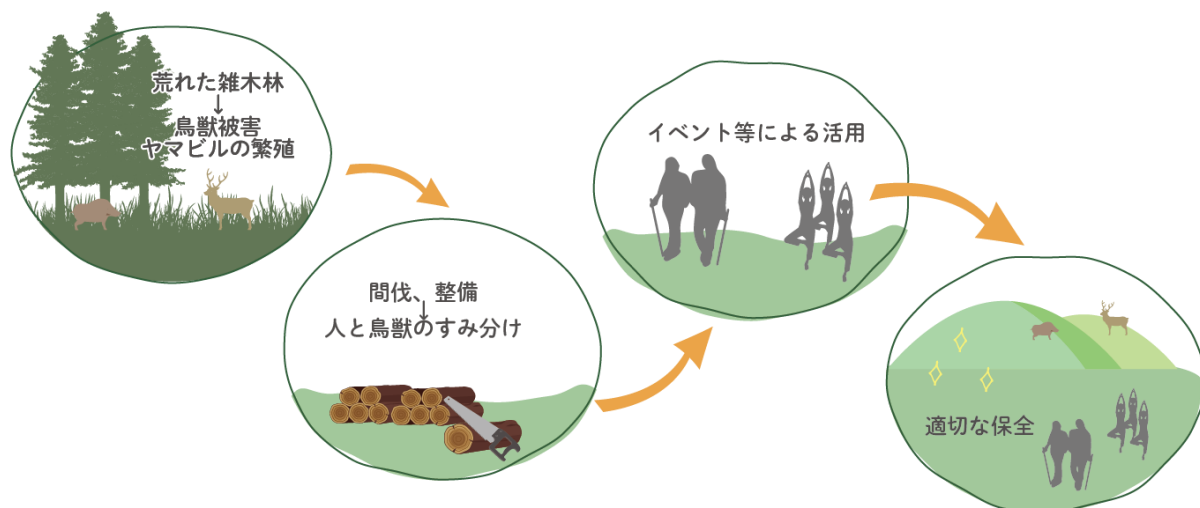 荒れた雑木林
↓
鳥獣被害
ヤマビルの繁殖
間伐、整備
↓
人と鳥獣のすみ分け
イベント等による活用
適切な保全